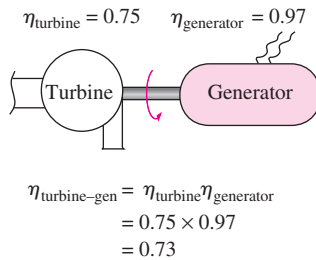 η_turbine = 0.75 η_generator = 0.97
Turbine Generator
η_turbine–gen = η_turbine η_generator
= 0.75 × 0.97
= 0.73